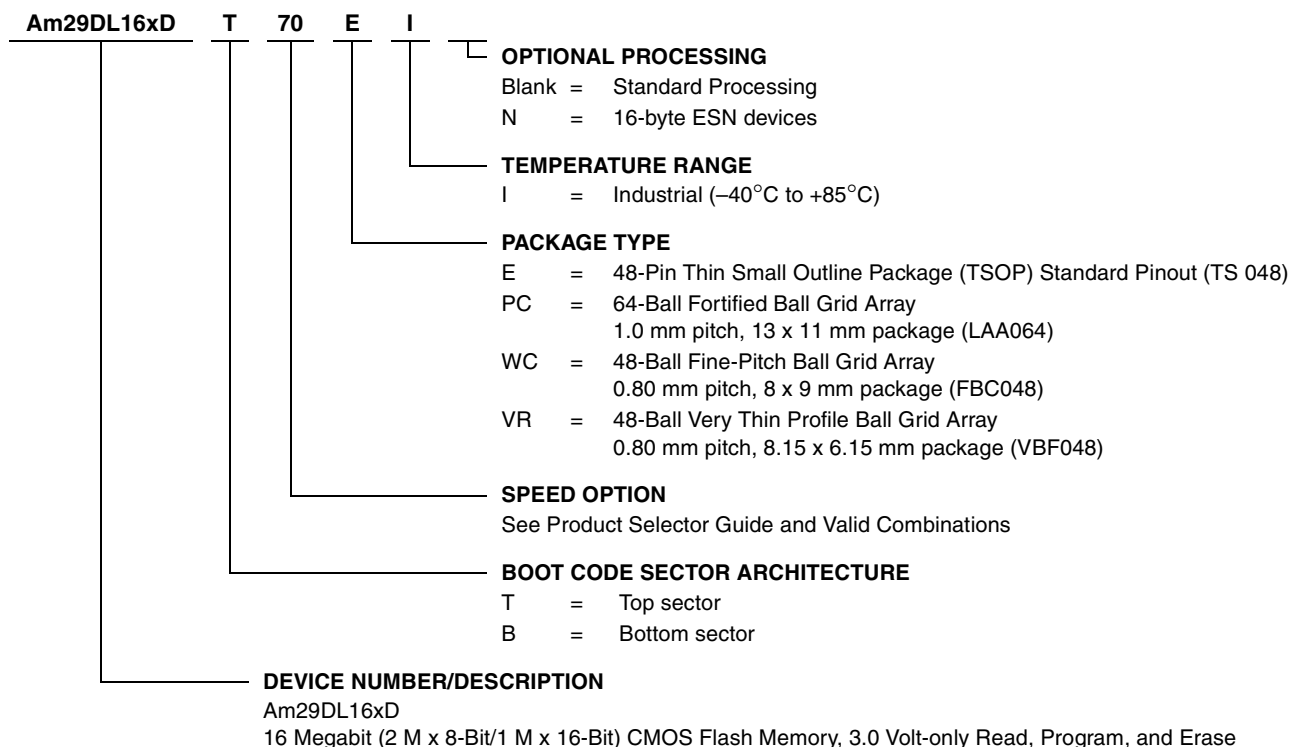 Am29DL16xD T 70 E I
OPTIONAL PROCESSING
Blank = Standard Processing
N = 16-byte ESN devices
TEMPERATURE RANGE
I = Industrial (–40°C to +85°C)
PACKAGE TYPE
E = 48-Pin Thin Small Outline Package (TSOP) Standard Pinout (TS 048)
PC = 64-Ball Fortified Ball Grid Array
1.0 mm pitch, 13 x 11 mm package (LAA064)
WC = 48-Ball Fine-Pitch Ball Grid Array
0.80 mm pitch, 8 x 9 mm package (FBC048)
VR = 48-Ball Very Thin Profile Ball Grid Array
0.80 mm pitch, 8.15 x 6.15 mm package (VBF048)
SPEED OPTION
See Product Selector Guide and Valid Combinations
BOOT CODE SECTOR ARCHITECTURE
T = Top sector
B = Bottom sector
DEVICE NUMBER/DESCRIPTION
Am29DL16xD
16 Megabit (2 M x 8-Bit/1 M x 16-Bit) CMOS Flash Memory, 3.0 Volt-only Read, Program, and Erase